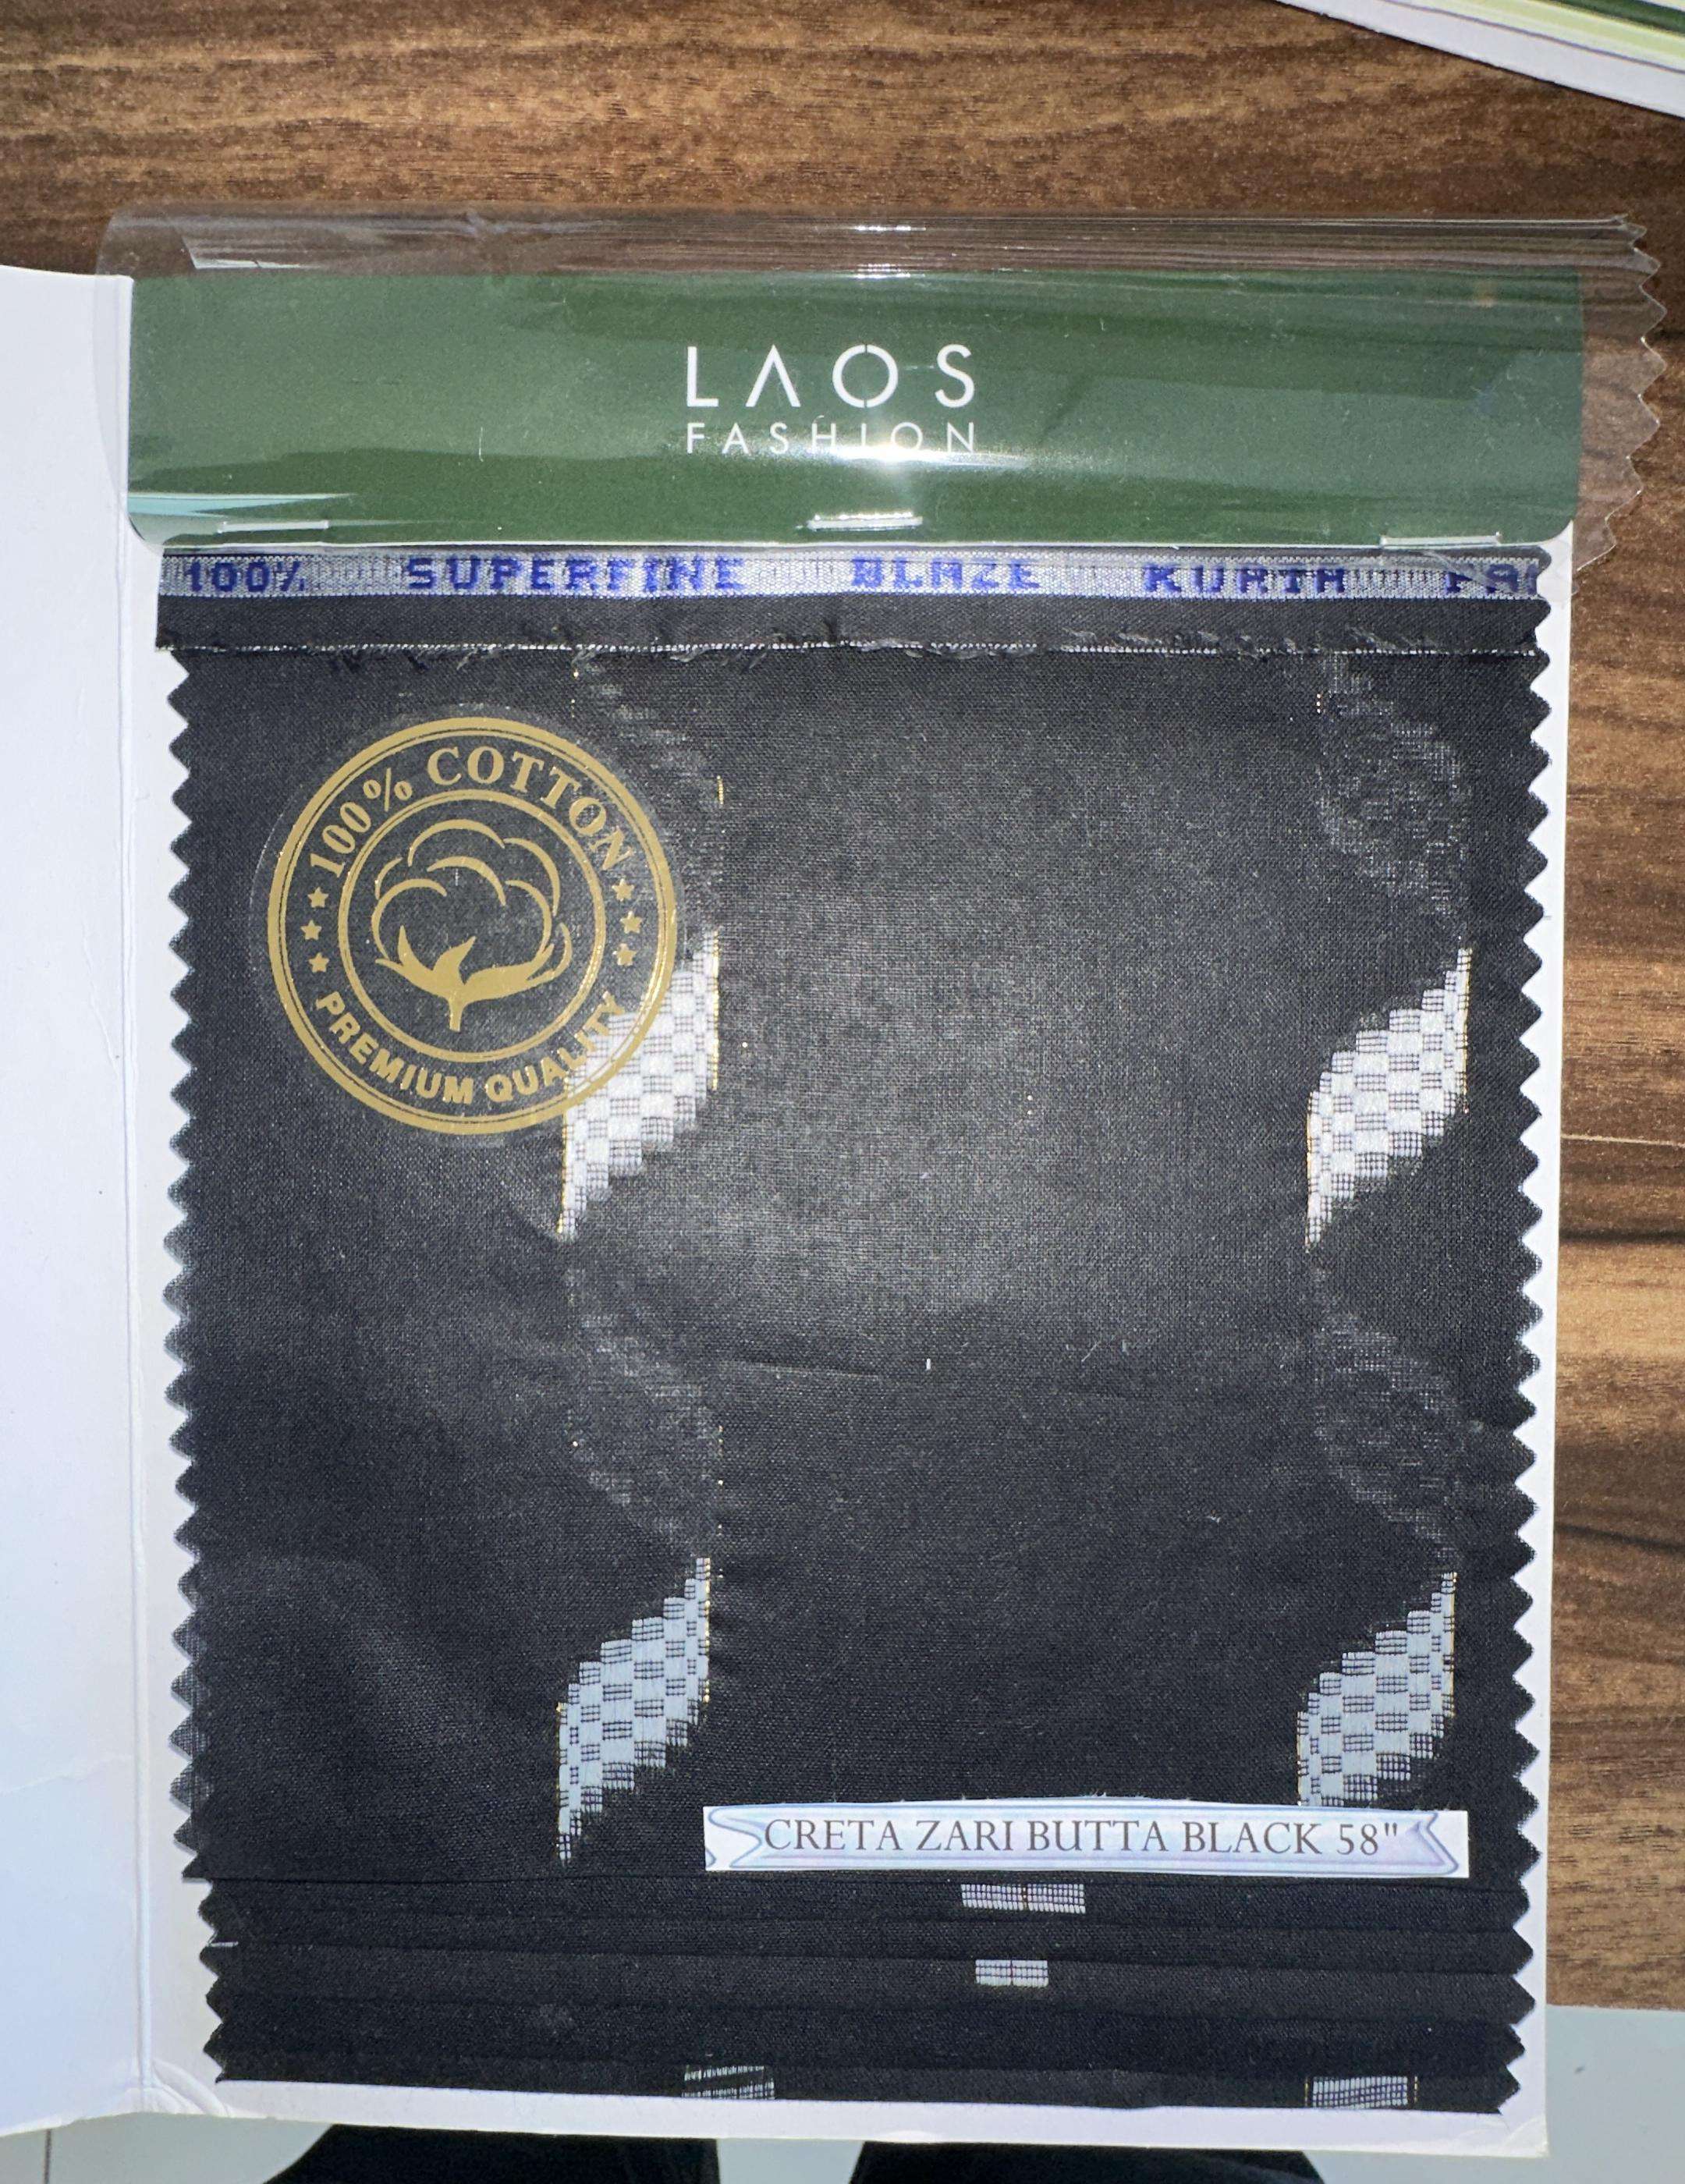 LAOS
FASHION
100% SUPERFINE BLAZE KURTA
100% COTTON
PREMIUM QUALITY
CRETA ZARI BUTTA BLACK 58"